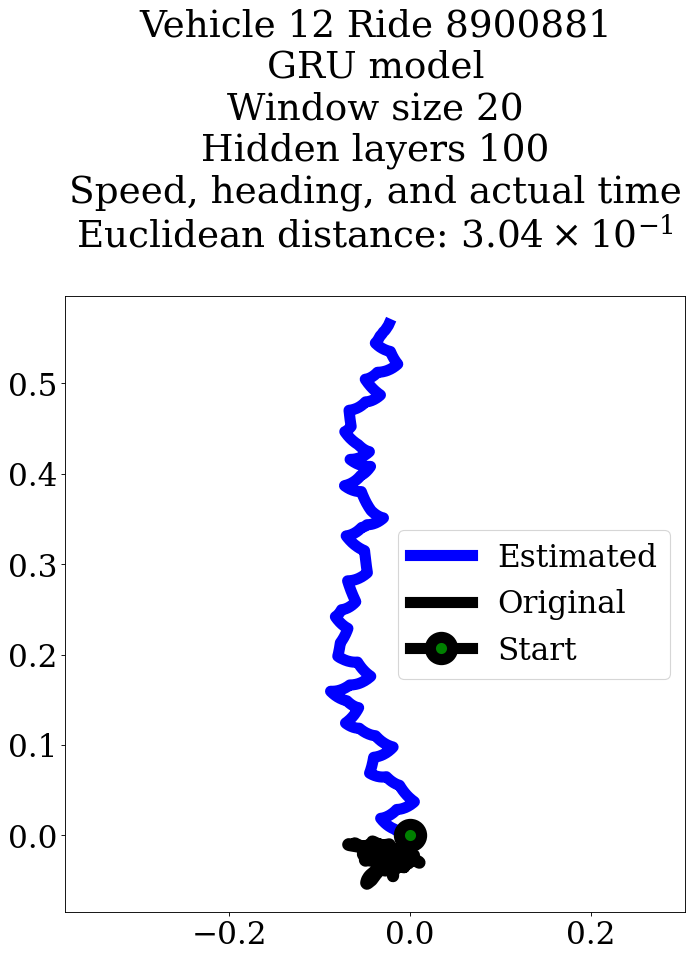 Vehicle 12 Ride 8900881
GRU model
Window size 20
Hidden layers 100
Speed, heading, and actual time
Euclidean distance: 3.04 × 10⁻¹
0.5
0.4
0.3
0.2
0.1
0.0
Estimated
Original
Start
−0.2 0.0 0.2